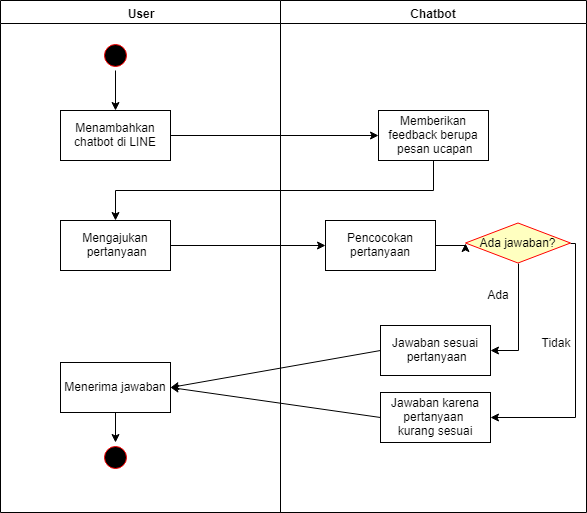 User
Chatbot
Menambahkan
chatbot di LINE
Memberikan
feedback berupa
pesan ucapan
Mengajukan
pertanyaan
Pencocokan
pertanyaan
Ada jawaban?
Ada
Tidak
Jawaban sesuai
pertanyaan
Menerima jawaban
Jawaban karena
pertanyaan
kurang sesuai